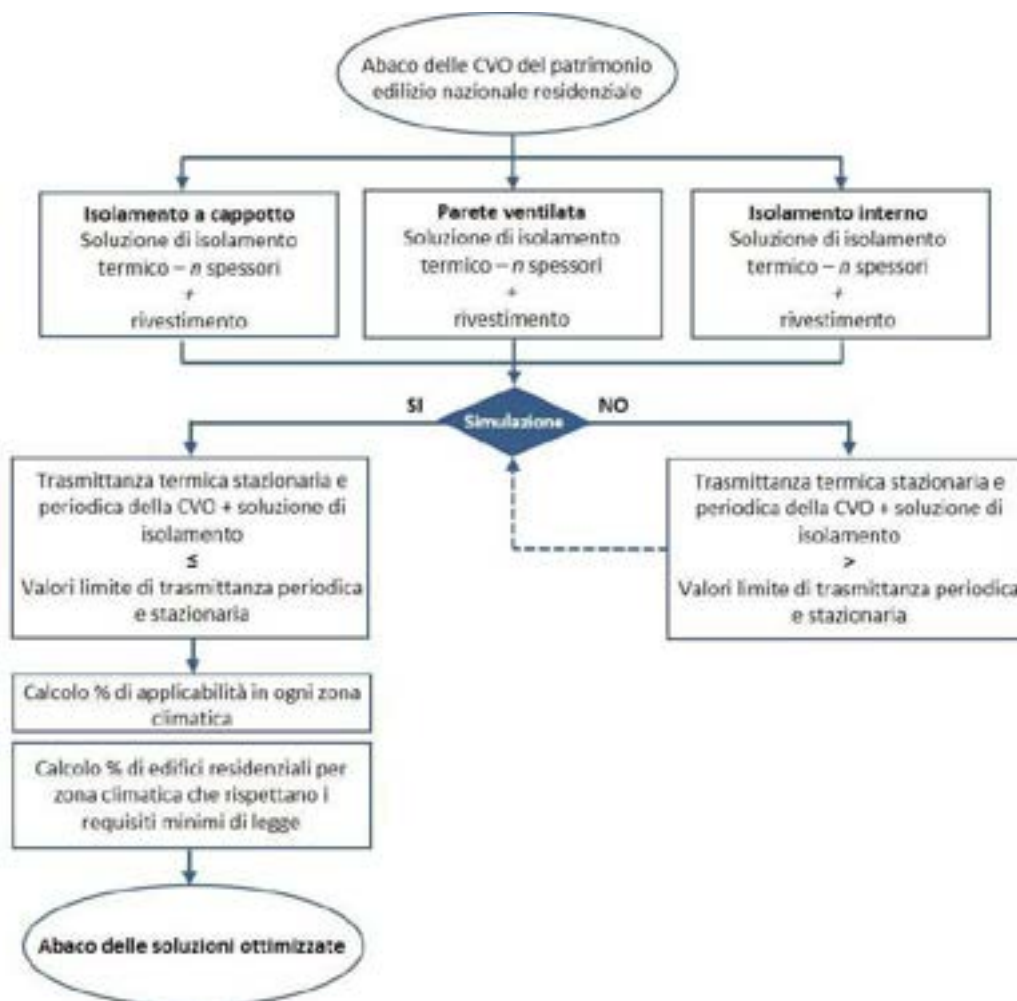 Abaco delle CVO del patrimonio
edilizio nazionale residenziale
Isolamento a cappotto
Soluzione di isolamento
termico – n spessori
+
rivestimento
Parete ventilata
Soluzione di isolamento
termico – n spessori
+
rivestimento
Isolamento interno
Soluzione di isolamento
termico – n spessori
+
rivestimento
SI
Simulazione
NO
Trasmittanza termica stazionaria e
periodica della CVO + soluzione di
isolamento
≤
Valori limite di trasmittanza periodica
e stazionaria
Trasmittanza termica stazionaria e
periodica della CVO + soluzione di
isolamento
>
Valori limite di trasmittanza periodica
e stazionaria
Calcolo % di applicabilità in ogni zona
climatica
Calcolo % di edifici residenziali per
zona climatica che rispettano i
requisiti minimi di legge
Abaco delle soluzioni ottimizzate